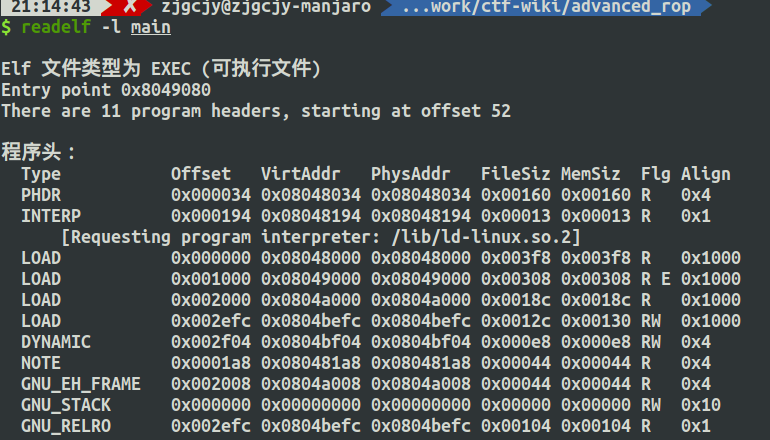 21:14:43 ✘ zjgcjy@zjgcjy-manjaro ...work/ctf-wiki/advanced_rop
$ readelf -l main
Elf 文件类型为 EXEC (可执行文件)
Entry point 0x8049080
There are 11 program headers, starting at offset 52
程序头：
  Type           Offset   VirtAddr   PhysAddr   FileSiz MemSiz  Flg Align
  PHDR           0x000034 0x08048034 0x08048034 0x00160 0x00160 R   0x4
  INTERP         0x000194 0x08048194 0x08048194 0x00013 0x00013 R   0x1
      [Requesting program interpreter: /lib/ld-linux.so.2]
  LOAD           0x000000 0x08048000 0x08048000 0x003f8 0x003f8 R   0x1000
  LOAD           0x001000 0x08049000 0x08049000 0x00308 0x00308 R E 0x1000
  LOAD           0x002000 0x0804a000 0x0804a000 0x0018c 0x0018c R   0x1000
  LOAD           0x002efc 0x0804befc 0x0804befc 0x0012c 0x00130 RW  0x1000
  DYNAMIC        0x002f04 0x0804bf04 0x0804bf04 0x000e8 0x000e8 RW  0x4
  NOTE           0x0001a8 0x080481a8 0x080481a8 0x00044 0x00044 R   0x4
  GNU_EH_FRAME   0x002008 0x0804a008 0x0804a008 0x00044 0x00044 R   0x4
  GNU_STACK      0x000000 0x00000000 0x00000000 0x00000 0x00000 RW  0x10
  GNU_RELRO      0x002efc 0x0804befc 0x0804befc 0x00104 0x00104 R   0x1